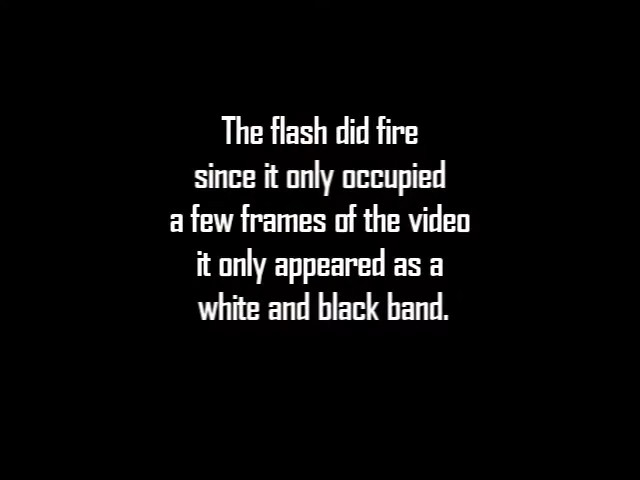 The flash did fire
since it only occupied
a few frames of the video
it only appeared as a
white and black band.